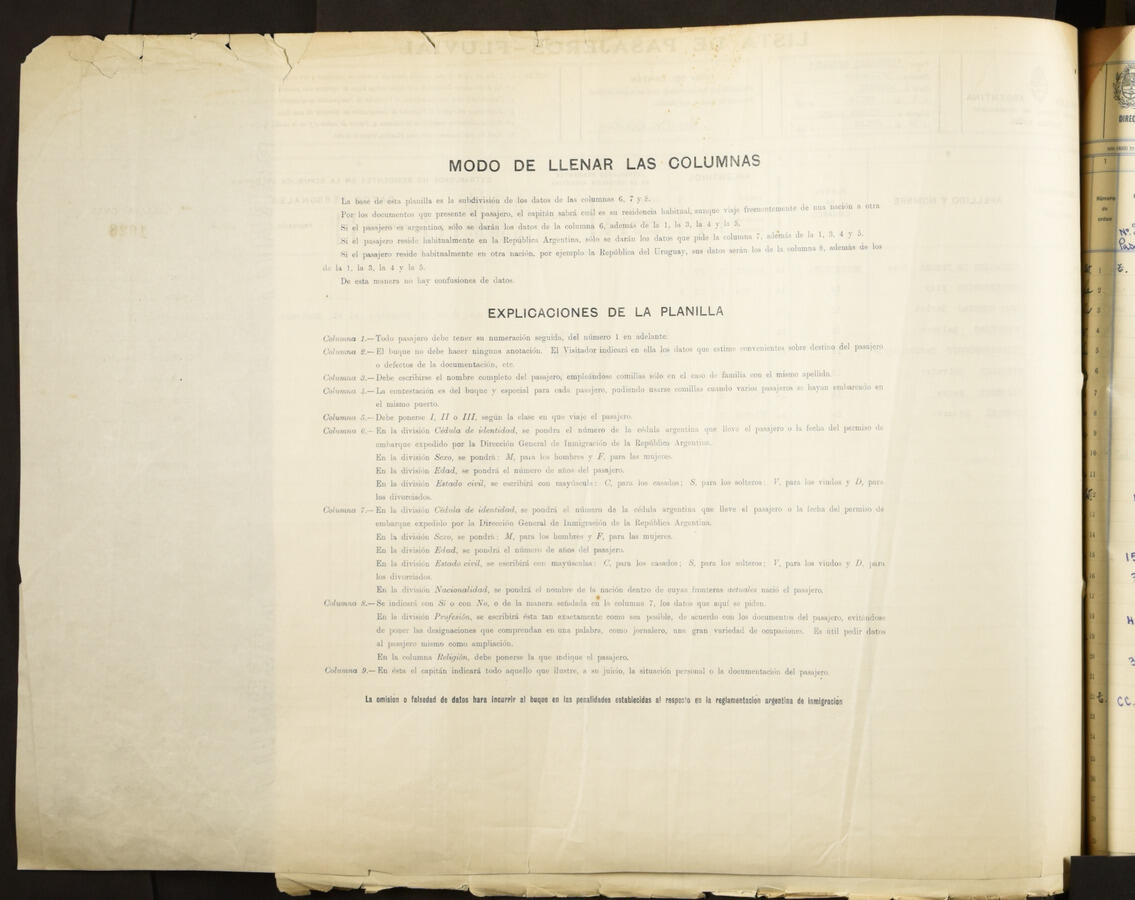 MODO DE LLENAR LAS COLUMNAS
La base de esta planilla es la subdivisión de los datos de las columnas 6, 7 y 8.
Por los documentos que presente el pasajero, el capitán sabrá cuál es su residencia habitual, aunque viaje frecuentemente de una nación a otra
Si el pasajero es argentino, sólo se darán los datos de la columna 6, además de la 1, la 3, la 4 y la 5.
Si el pasajero reside habitualmente en la República Argentina, sólo se darán los datos que pide la columna 7, además de la 1, 3, 4 y 5.
Si el pasajero reside habitualmente en otra nación, por ejemplo la República del Uruguay, sus datos serán los de la columna 8, además de los
de la 1, la 3, la 4 y la 5.
De esta manera no hay confusiones de datos.
EXPLICACIONES DE LA PLANILLA
Columna 1.—Todo pasajero debe tener su numeración seguida, del número 1 en adelante.
Columna 2.—El buque no debe hacer ninguna anotación. El Visitador indicará en ella los datos que estime convenientes sobre destino del pasajero
o defectos de la documentación, etc.
Columna 3.—Debe escribirse el nombre completo del pasajero, empleándose comillas sólo en el caso de familia con el mismo apellido.
Columna 4.—La contestación es del buque y especial para cada pasajero, pudiendo usarse comillas cuando varios pasajeros se hayan embarcado en
el mismo puerto.
Columna 5.—Debe ponerse I, II o III, según la clase en que viaje el pasajero.
Columna 6.—En la división Cédula de identidad, se pondrá el número de la cédula argentina que lleve el pasajero o la fecha del permiso de
embarque expedido por la Dirección General de Inmigración de la República Argentina.
En la división Sexo, se pondrá: M, para los hombres y F, para las mujeres.
En la división Edad, se pondrá el número de años del pasajero.
En la división Estado civil, se escribirá con mayúscula: C, para los casados; S, para los solteros; V, para los viudos y D, para
los divorciados.
Columna 7.—En la división Cédula de identidad, se pondrá el número de la cédula argentina que lleve el pasajero o la fecha del permiso de
embarque expedido por la Dirección General de Inmigración de la República Argentina.
En la división Sexo, se pondrá: M, para los hombres y F, para las mujeres.
En la división Edad, se pondrá el número de años del pasajero.
En la división Estado civil, se escribirá con mayúsculas: C, para los casados; S, para los solteros; V, para los viudos y D, para
los divorciados.
En la división Nacionalidad, se pondrá el nombre de la nación dentro de cuyas fronteras actuales nació el pasajero.
Columna 8.—Se indicará con Sí o con No, o de la manera señalada en la columna 7, los datos que aquí se piden.
En la división Profesión, se escribirá ésta tan exactamente como sea posible, de acuerdo con los documentos del pasajero, evitándose
de poner las designaciones que comprendan en una palabra, como jornalero, una gran variedad de ocupaciones. Es útil pedir datos
al pasajero mismo como ampliación.
En la columna Religión, debe ponerse la que indique el pasajero.
Columna 9.—En ésta el capitán indicará todo aquello que ilustre, a su juicio, la situación personal o la documentación del pasajero.
La omisión o falsedad de datos hara incurrir al buque en las penalidades establecidas al respecto en la reglamentación argentina de inmigración